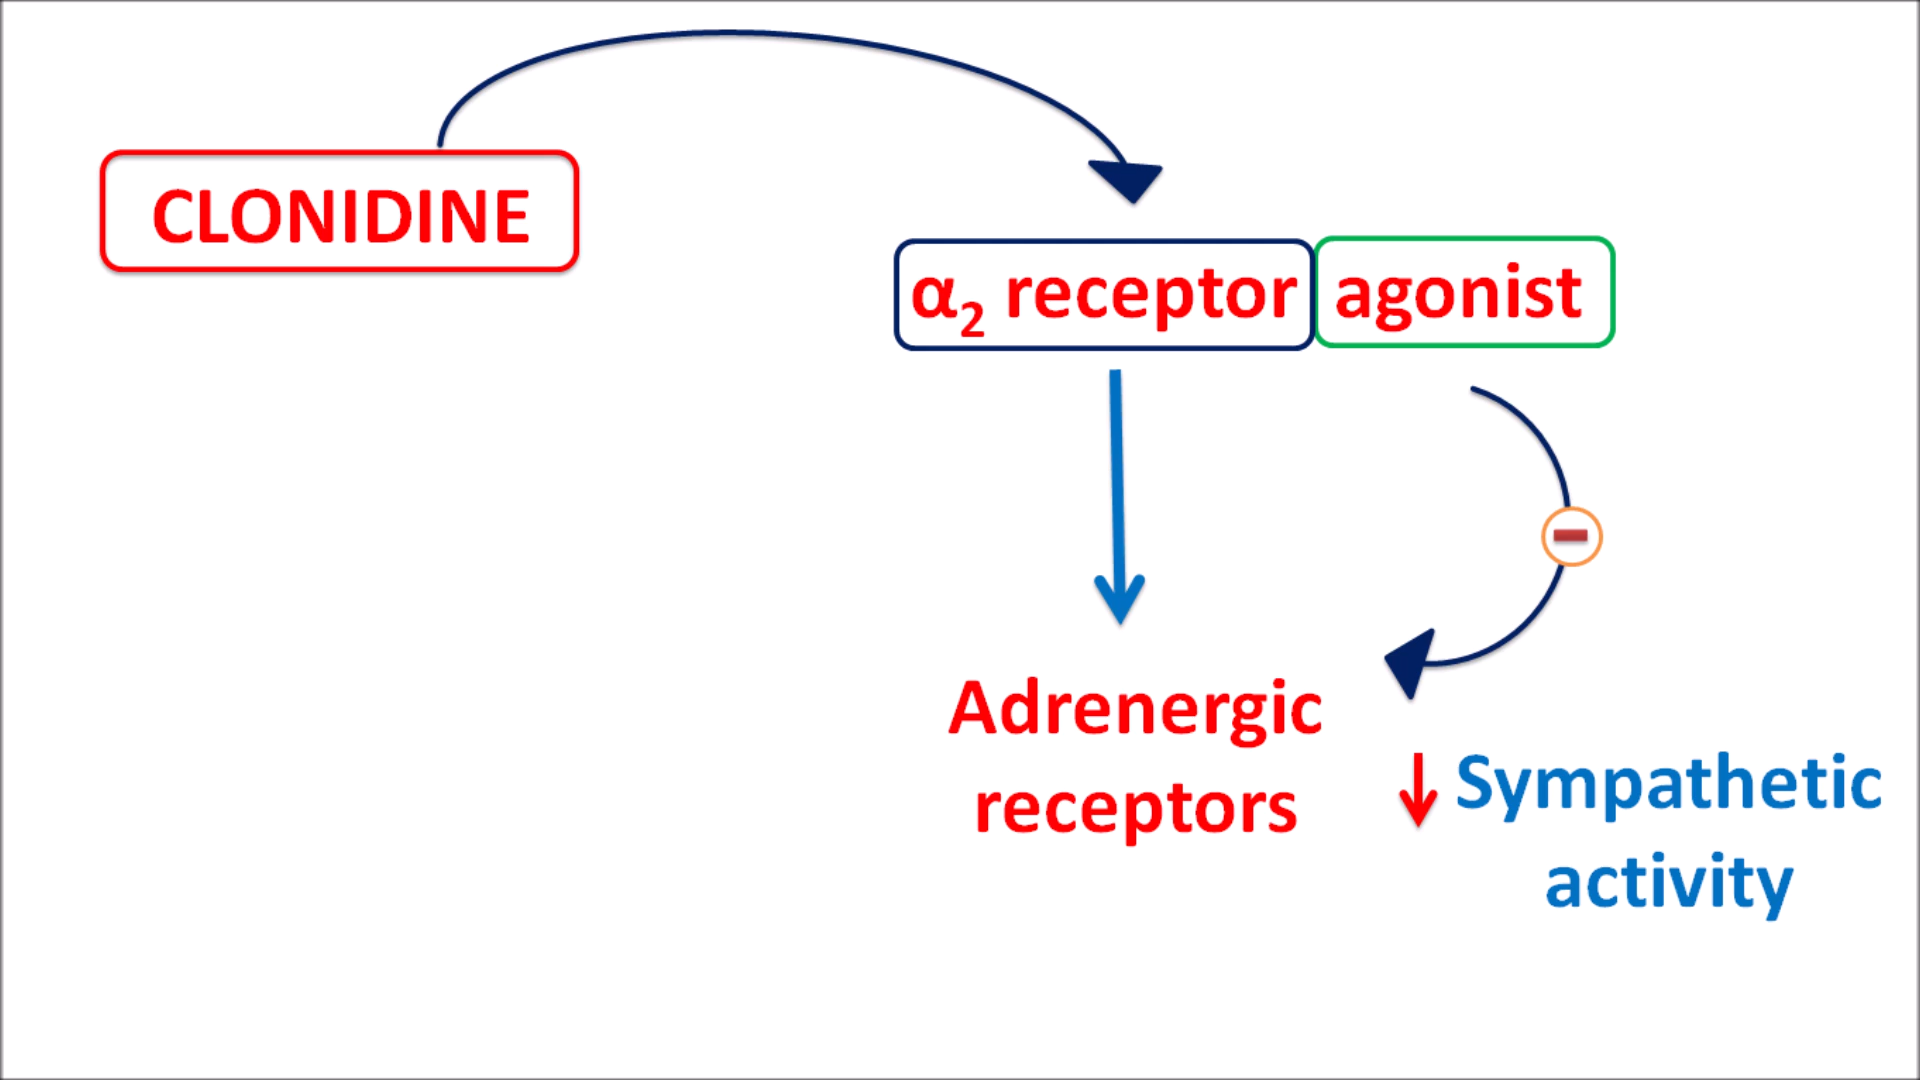 CLONIDINE
α₂ receptor agonist
Adrenergic
receptors
↓ Sympathetic
activity